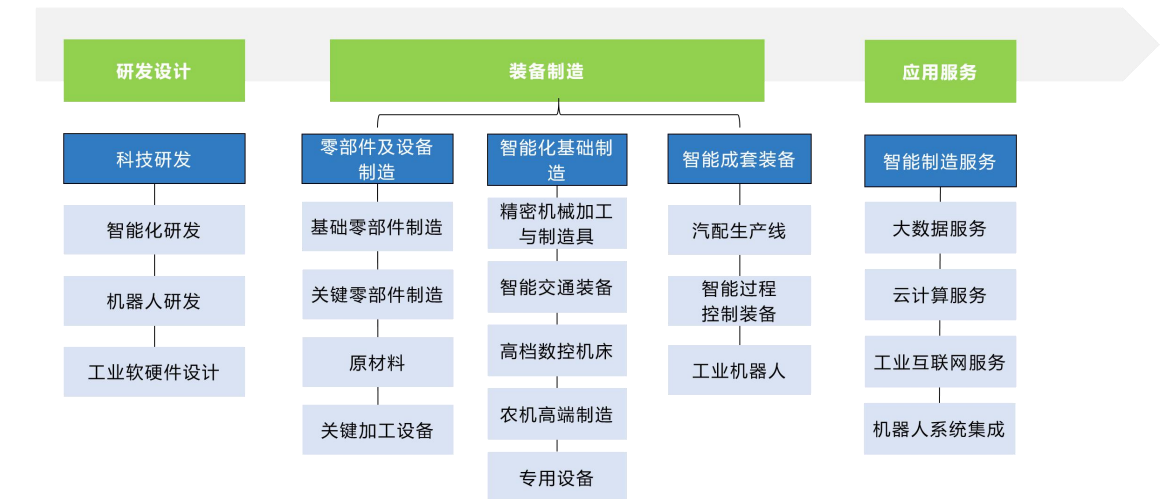 研发设计
装备制造
应用服务
科技研发
智能化研发
机器人研发
工业软硬件设计
零部件及设备
制造
基础零部件制造
关键零部件制造
原材料
关键加工设备
智能化基础制
造
精密机械加工
与制造具
智能交通装备
高档数控机床
农机高端制造
专用设备
智能成套装备
汽配生产线
智能过程
控制装备
工业机器人
智能制造服务
大数据服务
云计算服务
工业互联网服务
机器人系统集成